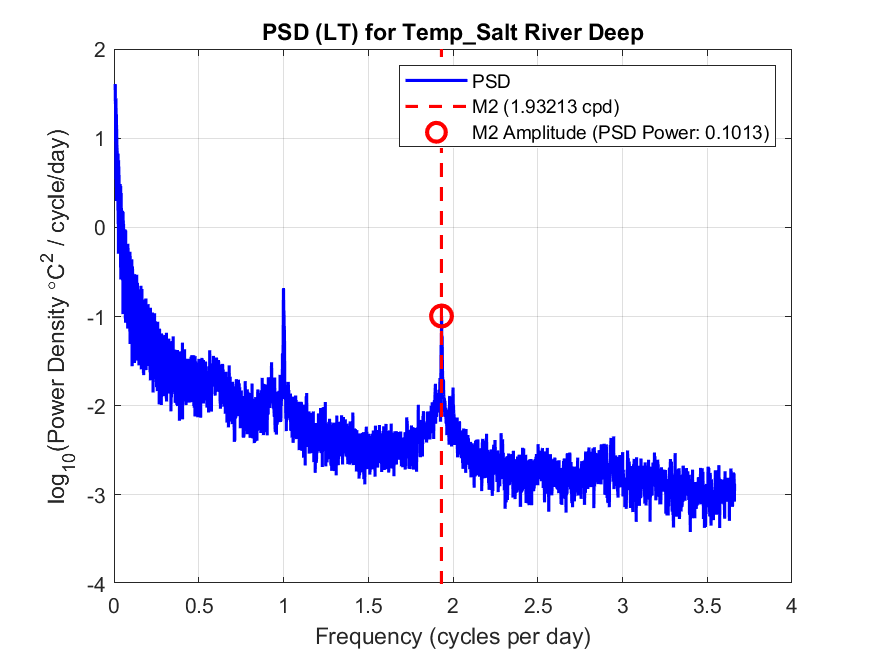 PSD (LT) for Temp_Salt River Deep
PSD
M2 (1.93213 cpd)
M2 Amplitude (PSD Power: 0.1013)
log10(Power Density °C2 / cycle/day)
2
1
0
-1
-2
-3
-4
0 0.5 1 1.5 2 2.5 3 3.5 4
Frequency (cycles per day)